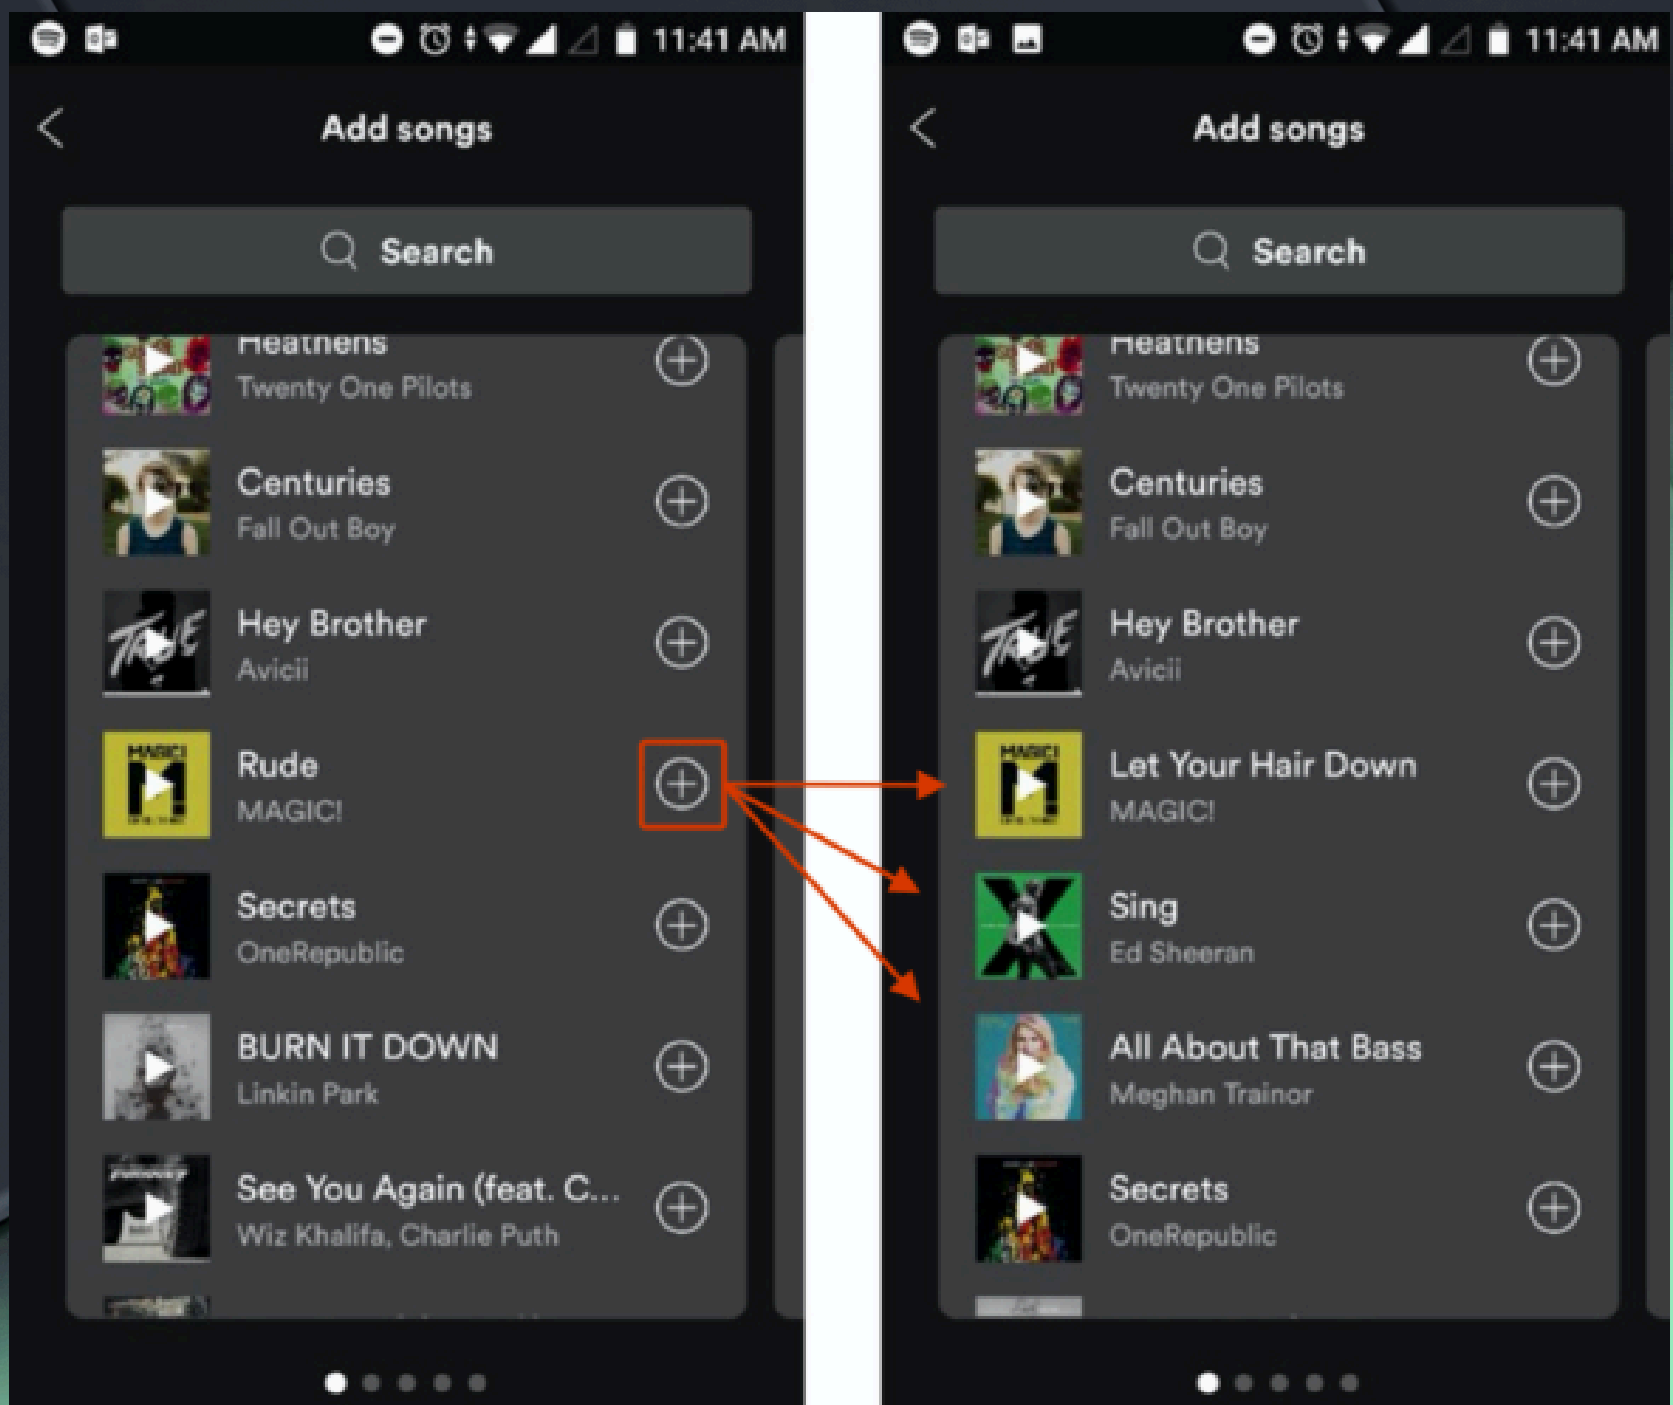 11:41 AM
Add songs
Search
Heathens
Twenty One Pilots
Centuries
Fall Out Boy
Hey Brother
Avicii
Rude
MAGIC!
Secrets
OneRepublic
BURN IT DOWN
Linkin Park
See You Again (feat. C...
Wiz Khalifa, Charlie Puth
11:41 AM
Add songs
Search
Heathens
Twenty One Pilots
Centuries
Fall Out Boy
Hey Brother
Avicii
Let Your Hair Down
MAGIC!
Sing
Ed Sheeran
All About That Bass
Meghan Trainor
Secrets
OneRepublic